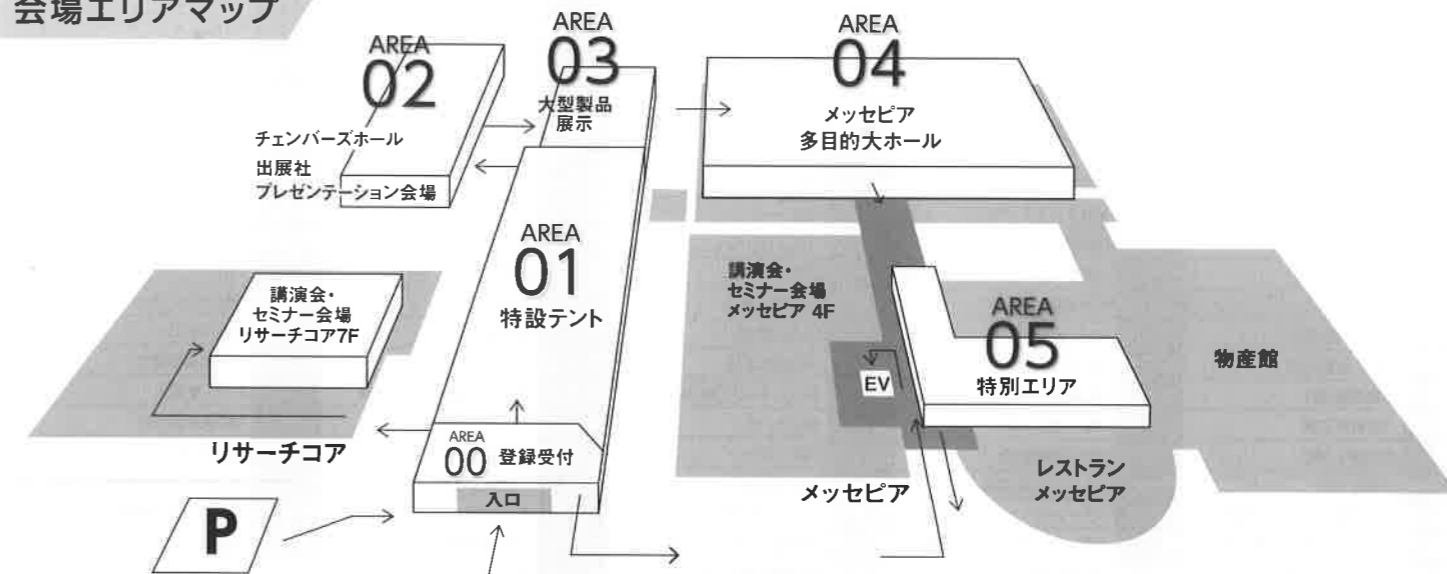 会場エリアマップ
AREA
02
チェンバーズホール
出展社
プレゼンテーション会場
AREA
03
大型製品
展示
AREA
04
メッセピア
多目的大ホール
AREA
01
特設テント
講演会・
セミナー会場
リサーチコア7F
リサーチコア
講演会・
セミナー会場
メッセピア 4F
EV
AREA
05
特別エリア
物産館
AREA
00 登録受付
入口
P
メッセピア
レストラン
メッセピア